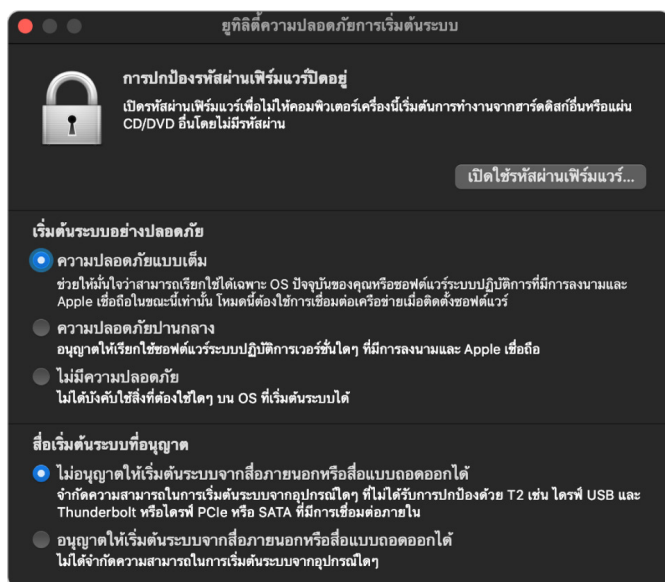 ยูทิลิตี้ความปลอดภัยการเริ่มต้นระบบ
การปกป้องรหัสผ่านเฟิร์มแวร์ปิดอยู่
เปิดรหัสผ่านเฟิร์มแวร์เพื่อไม่ให้คอมพิวเตอร์เครื่องนี้เริ่มต้นการทำงานจากฮาร์ดดิสก์อื่นหรือแผ่น
CD/DVD อื่นโดยไม่มีรหัสผ่าน
เปิดใช้รหัสผ่านเฟิร์มแวร์...
เริ่มต้นระบบอย่างปลอดภัย
ความปลอดภัยแบบเต็ม
ช่วยให้มั่นใจว่าสามารถเรียกใช้ได้เฉพาะ OS ปัจจุบันของคุณหรือซอฟต์แวร์ระบบปฏิบัติการที่มีการลงนามและ
Apple เชื่อถือในขณะนี้เท่านั้น โหมดนี้ต้องใช้การเชื่อมต่อเครือข่ายเมื่อติดตั้งซอฟต์แวร์
ความปลอดภัยปานกลาง
อนุญาตให้เรียกใช้ซอฟต์แวร์ระบบปฏิบัติการเวอร์ชั่นใดๆ ที่มีการลงนามและ Apple เชื่อถือ
ไม่มีความปลอดภัย
ไม่ได้บังคับใช้สิ่งที่ต้องใช้ใดๆ บน OS ที่เริ่มต้นระบบได้
สื่อเริ่มต้นระบบที่อนุญาต
ไม่อนุญาตให้เริ่มต้นระบบจากสื่อภายนอกหรือสื่อแบบถอดออกได้
จำกัดความสามารถในการเริ่มต้นระบบจากอุปกรณ์ใดๆ ที่ไม่ได้รับการปกป้องด้วย T2 เช่น ไดรฟ์ USB และ
Thunderbolt หรือไดรฟ์ PCIe หรือ SATA ที่มีการเชื่อมต่อภายใน
อนุญาตให้เริ่มต้นระบบจากสื่อภายนอกหรือสื่อแบบถอดออกได้
ไม่ได้จำกัดความสามารถในการเริ่มต้นระบบจากอุปกรณ์ใดๆ